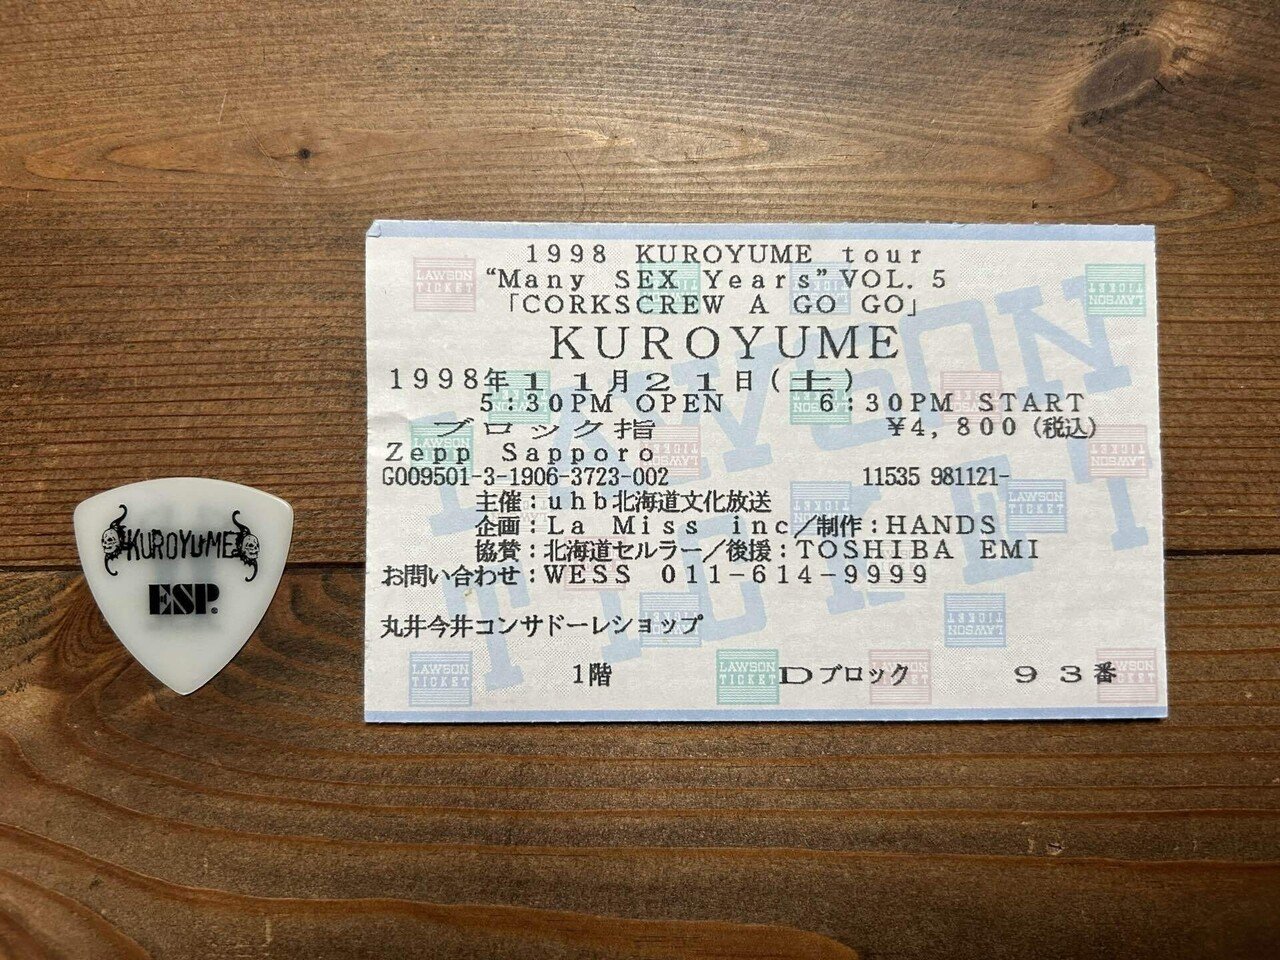 1998 KUROYUME tour
“Many SEX Years”VOL.5
「CORKSCREW A GO GO」
KUROYUME
1998年11月21日(土)
5:30PM OPEN 6:30PM START
ブロック指 ¥4,800(税込)
Zepp Sapporo
G009501-3-1906-3723-002 11535 981121-
主催:uhb北海道文化放送
企画:La Miss inc/制作:HANDS
協賛:北海道セルラー/後援:TOSHIBA EMI
お問い合わせ:WESS 011-614-9999
丸井今井コンサドーレショップ
1階 Dブロック 93番
KUROYUME
ESP®
LAWSON
TICKET
LAWSON TICKET